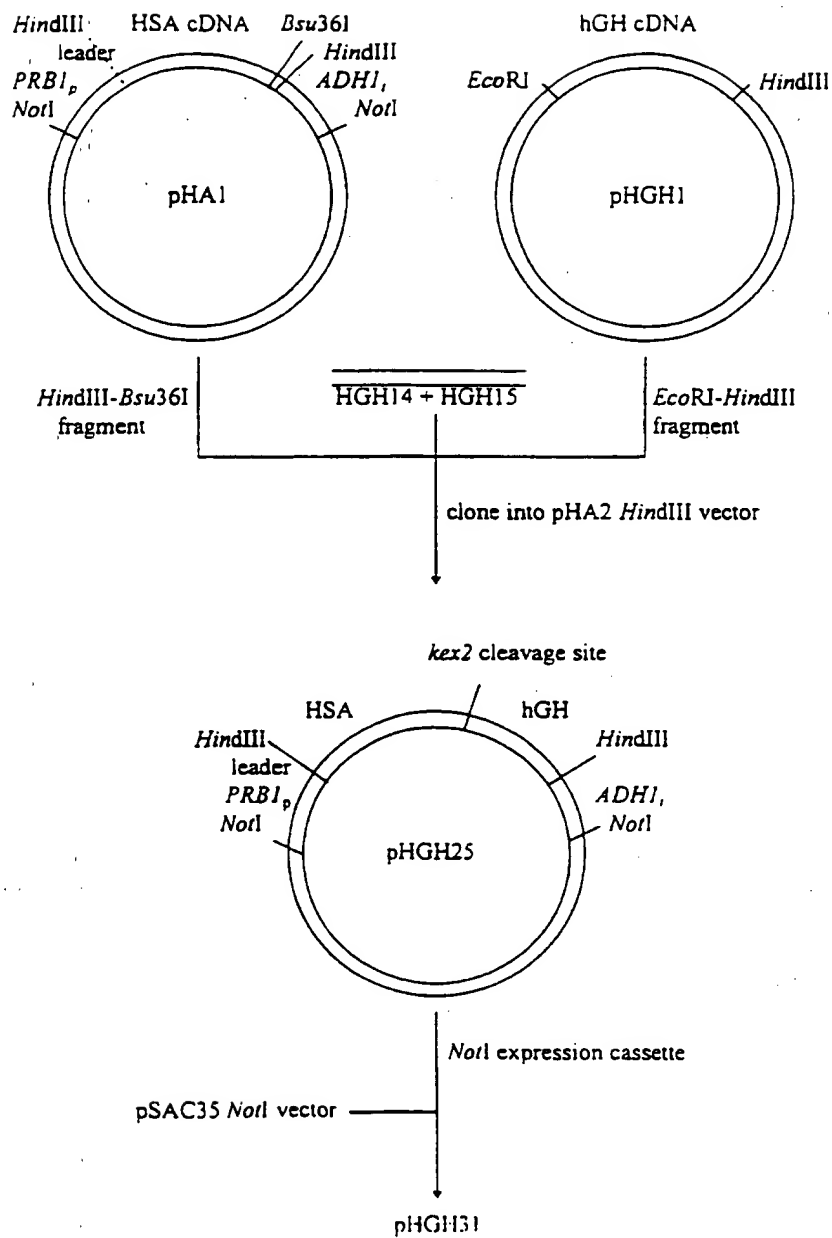 HindIII
leader
PRB1p
NotI
HSA cDNA
Bsu36I
HindIII
ADH1t
NotI
pHA1
hGH cDNA
EcoRI
HindIII
pHGH1
HindIII-Bsu36I
fragment
HGH14 + HGH15
EcoRI-HindIII
fragment
clone into pHA2 HindIII vector
kex2 cleavage site
HSA
hGH
HindIII
leader
PRB1p
NotI
HindIII
ADH1t
NotI
pHGH25
NotI expression cassette
pSAC35 NotI vector
pHGH31